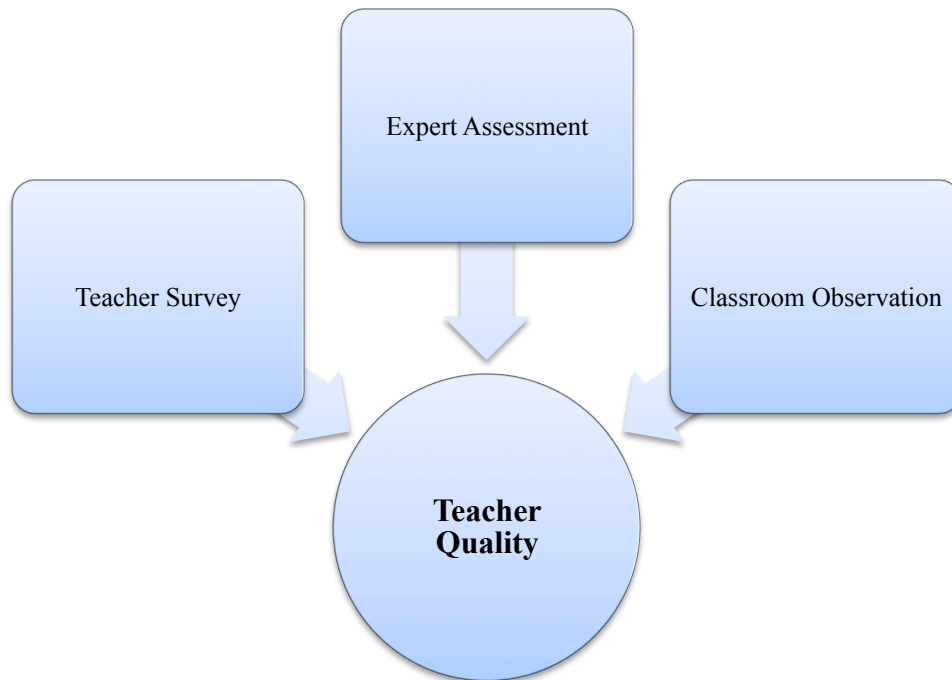 Expert Assessment
Teacher Survey
Classroom Observation
Teacher
Quality